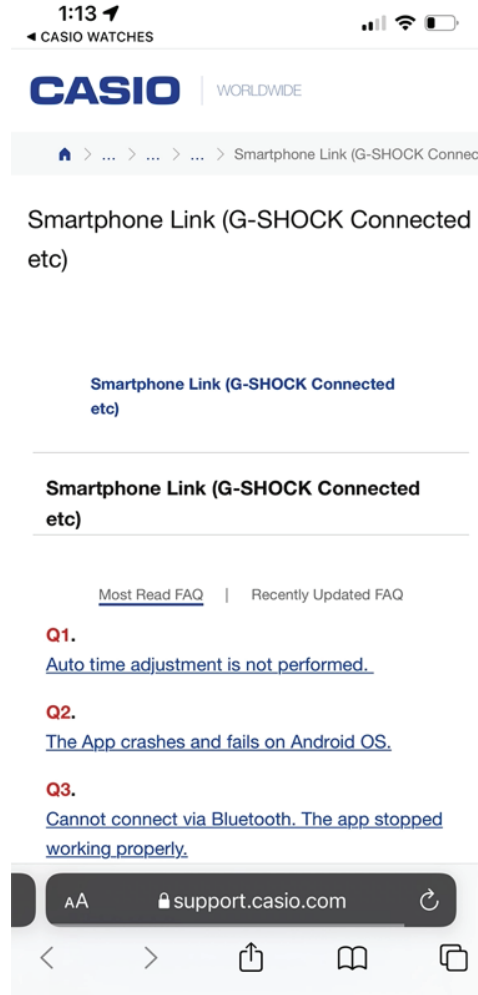 1:13
◀ CASIO WATCHES
CASIO WORLDWIDE
> ... > ... > ... > Smartphone Link (G-SHOCK Connec
Smartphone Link (G-SHOCK Connected
etc)
Smartphone Link (G-SHOCK Connected
etc)
Smartphone Link (G-SHOCK Connected
etc)
Most Read FAQ | Recently Updated FAQ
Q1.
Auto time adjustment is not performed.
Q2.
The App crashes and fails on Android OS.
Q3.
Cannot connect via Bluetooth. The app stopped
working properly.
AA support.casio.com